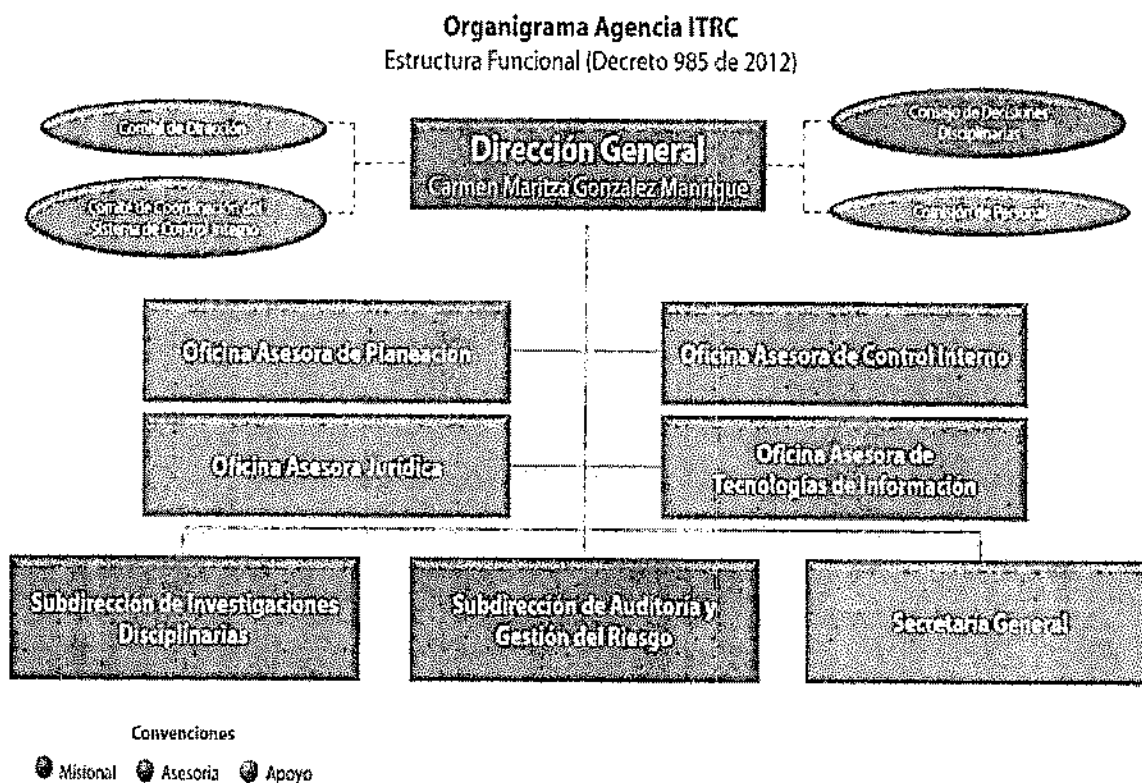 Organigrama Agencia ITRC
Estructura Funcional (Decreto 985 de 2012)
Comité de Dirección
Comité de Coordinación del
Sistema de Control Interno
Dirección General
Carmen Maritza González Manrique
Consejo de Decisiones
Disciplinarias
Comisión de Personal
Oficina Asesora de Planeación
Oficina Asesora de Control Interno
Oficina Asesora Jurídica
Oficina Asesora de
Tecnologías de Información
Subdirección de Investigaciones
Disciplinarias
Subdirección de Auditoría y
Gestión del Riesgo
Secretaría General
Convenciones
Misional Asesoria Apoyo